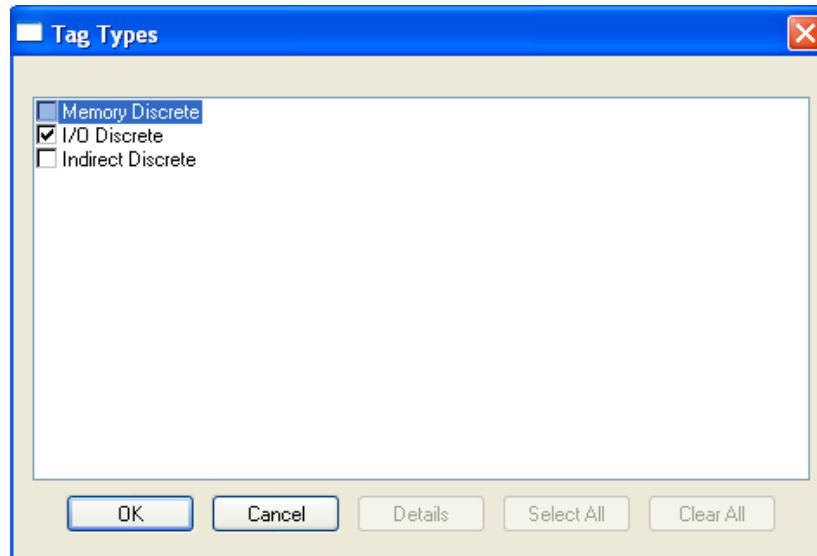 Tag Types
Memory Discrete
I/O Discrete
Indirect Discrete
OK Cancel Details Select All Clear All